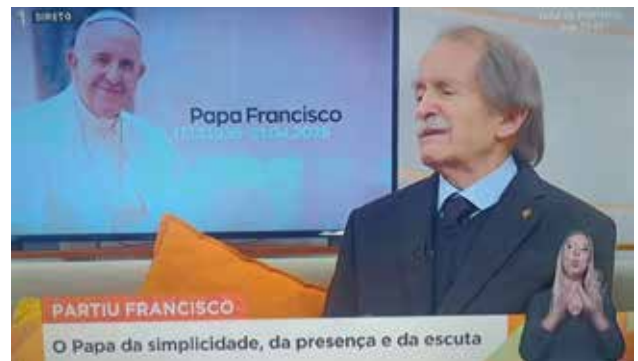 DIRETO
Papa Francisco
PARTIU FRANCISCO
O Papa da simplicidade, da presença e da escuta